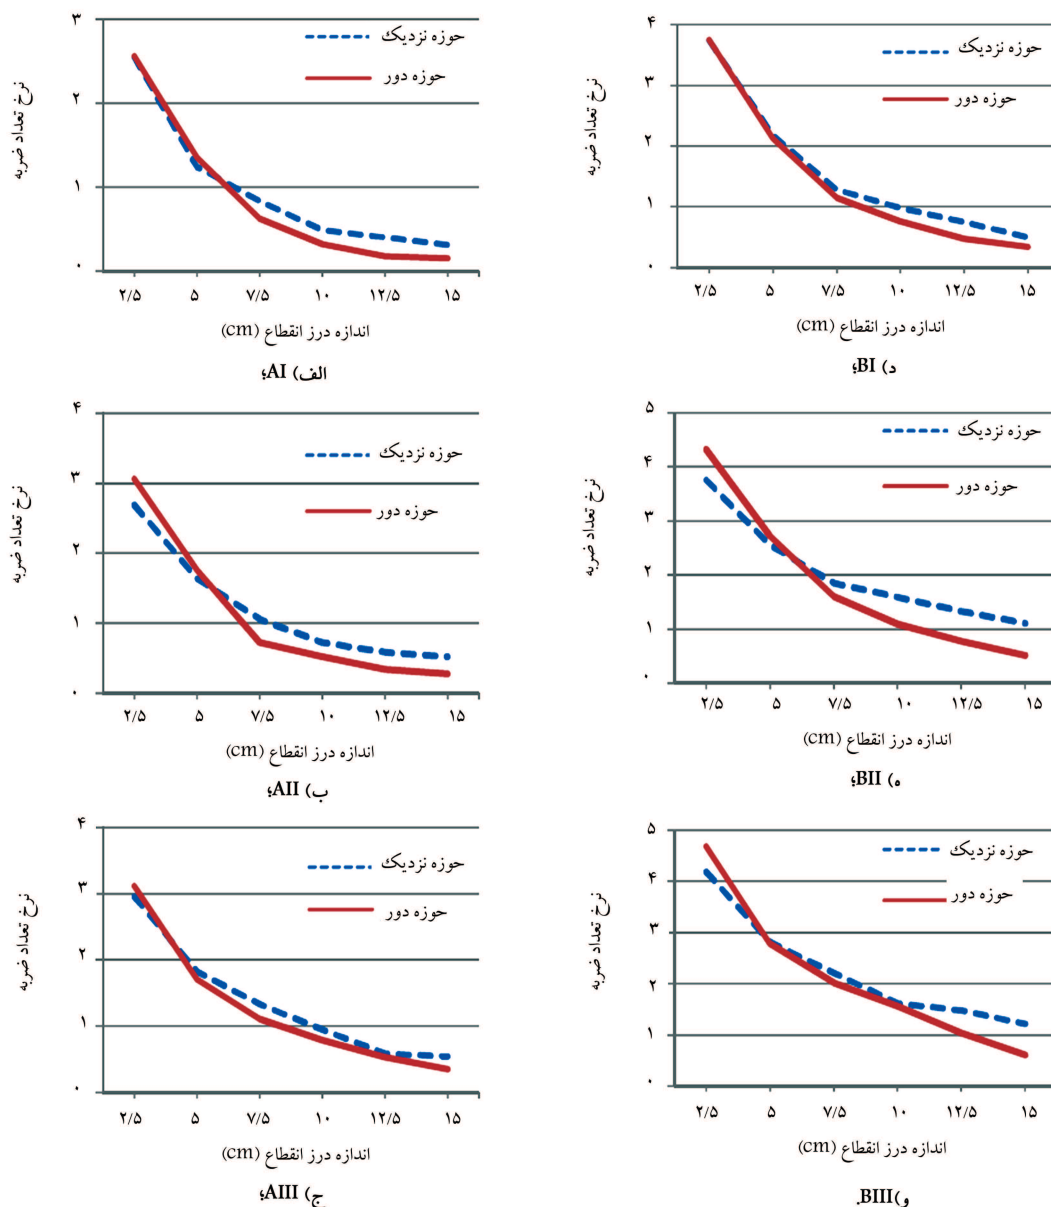 حوزه نزدیک
حوزه دور
نرخ تعداد ضربه
۳
۲
۱
۰
۲/۵ ۵ ۷/۵ ۱۰ ۱۲/۵ ۱۵
اندازه درز انقطاع (cm)
الف) AI؛
حوزه نزدیک
حوزه دور
نرخ تعداد ضربه
۴
۳
۲
۱
۰
۲/۵ ۵ ۷/۵ ۱۰ ۱۲/۵ ۱۵
اندازه درز انقطاع (cm)
د) BI؛
حوزه نزدیک
حوزه دور
نرخ تعداد ضربه
۴
۳
۲
۱
۰
۲/۵ ۵ ۷/۵ ۱۰ ۱۲/۵ ۱۵
اندازه درز انقطاع (cm)
ب) AII؛
حوزه نزدیک
حوزه دور
نرخ تعداد ضربه
۵
۴
۳
۲
۱
۰
۲/۵ ۵ ۷/۵ ۱۰ ۱۲/۵ ۱۵
اندازه درز انقطاع (cm)
ه) BII؛
حوزه نزدیک
حوزه دور
نرخ تعداد ضربه
۴
۳
۲
۱
۰
۲/۵ ۵ ۷/۵ ۱۰ ۱۲/۵ ۱۵
اندازه درز انقطاع (cm)
ج) AIII؛
حوزه نزدیک
حوزه دور
نرخ تعداد ضربه
۵
۴
۳
۲
۱
۰
۲/۵ ۵ ۷/۵ ۱۰ ۱۲/۵ ۱۵
اندازه درز انقطاع (cm)
و) BIII.